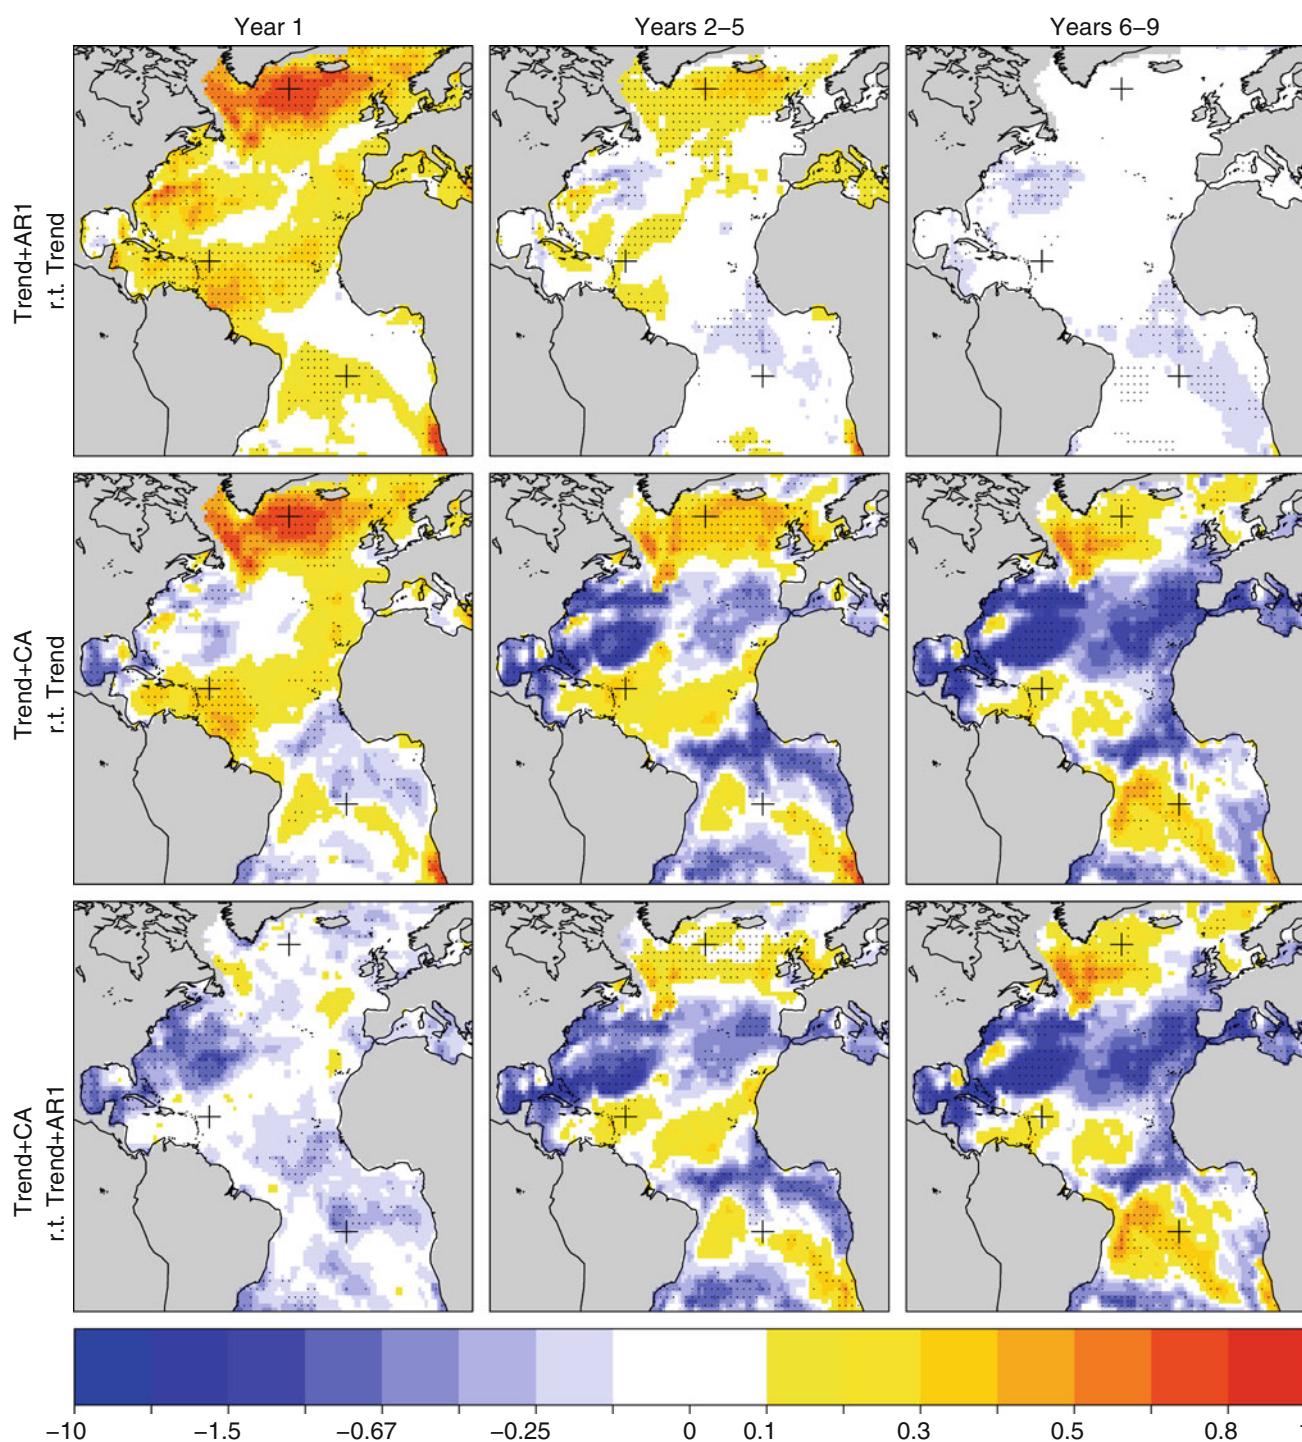 Year 1
Years 2–5
Years 6–9
Trend+AR1
r.t. Trend
Trend+CA
r.t. Trend
Trend+CA
r.t. Trend+AR1
−10 −1.5 −0.67 −0.25 0 0.1 0.3 0.5 0.8